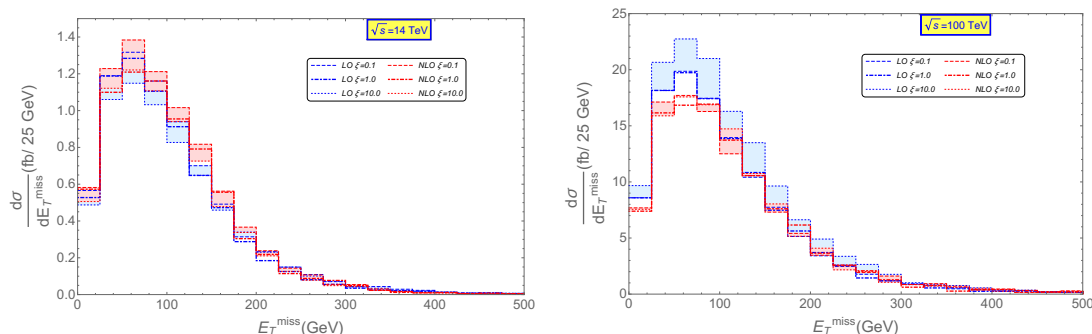 √s=14 TeV
LO ξ=0.1 NLO ξ=0.1
LO ξ=1.0 NLO ξ=1.0
LO ξ=10.0 NLO ξ=10.0
1.4
1.2
1.0
0.8
0.6
0.4
0.2
0.0
dσ/dE_T^miss (fb/ 25 GeV)
0 100 200 300 400 500
E_T^miss(GeV)
√s=100 TeV
LO ξ=0.1 NLO ξ=0.1
LO ξ=1.0 NLO ξ=1.0
LO ξ=10.0 NLO ξ=10.0
25
20
15
10
5
0
dσ/dE_T^miss (fb/ 25 GeV)
0 100 200 300 400 500
E_T^miss(GeV)